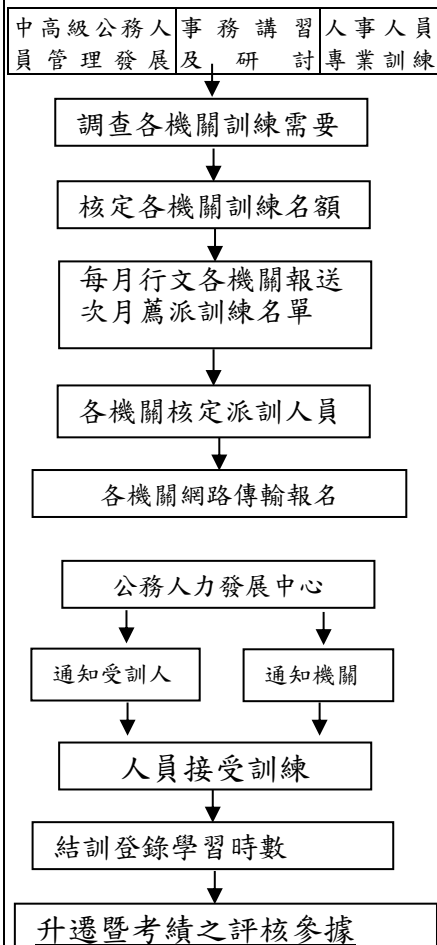 中高級公務人 事務講習 人事人員
員管理發展 及研討 專業訓練
調查各機關訓練需要
核定各機關訓練名額
每月行文各機關報送
次月薦派訓練名單
各機關核定派訓人員
各機關網路傳輸報名
公務人力發展中心
通知受訓人 通知機關
人員接受訓練
結訓登錄學習時數
升遷暨考績之評核參據